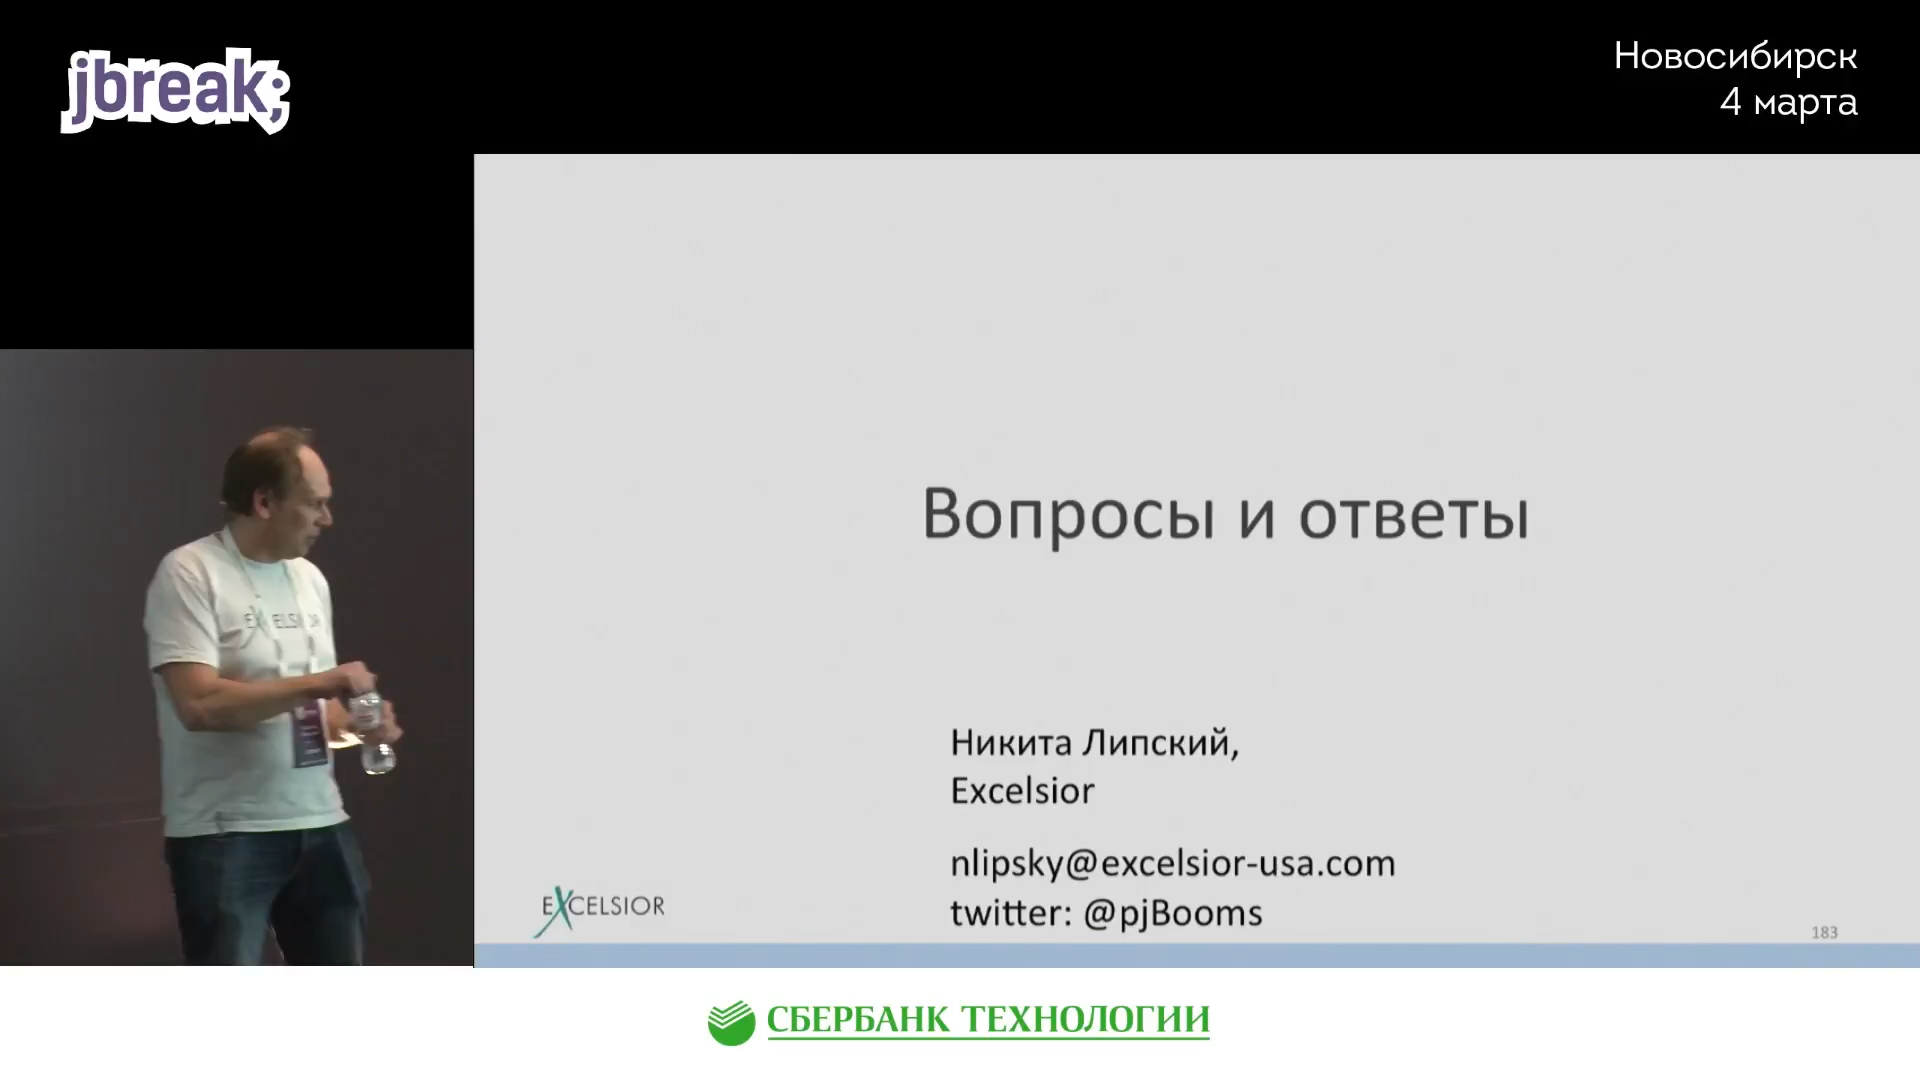 jbreak;
Новосибирск
4 марта
Вопросы и ответы
Никита Липский,
Excelsior
nlipsky@excelsior-usa.com
twitter: @pjBooms
EXCELSIOR
183
EXCELSIOR
СБЕРБАНК ТЕХНОЛОГИИ